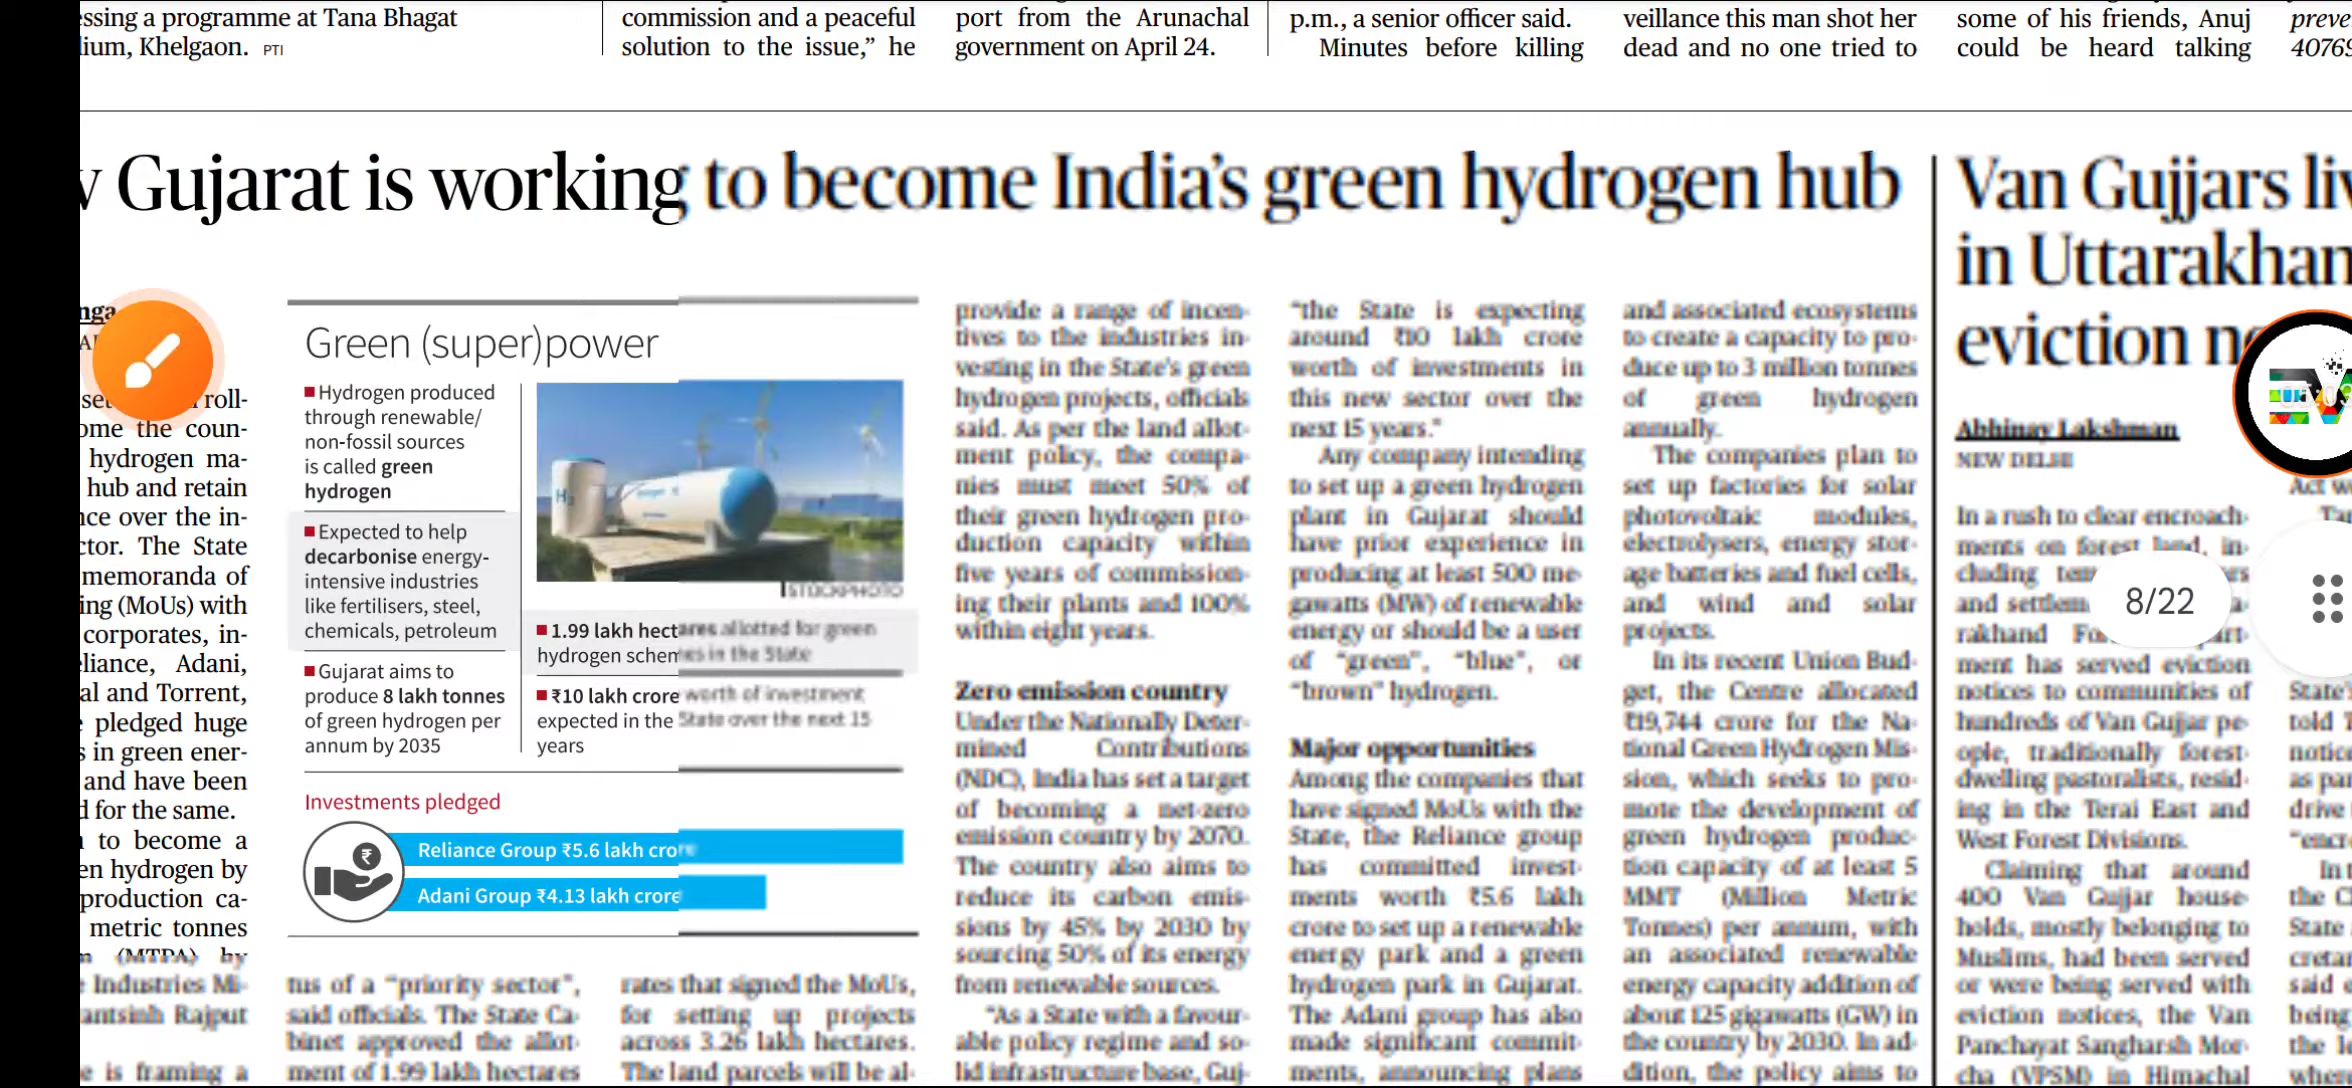 essing a programme at Tana Bhagat
lium, Khelgaon. PTI
commission and a peaceful
solution to the issue,” he
port from the Arunachal
government on April 24.
p.m., a senior officer said.
Minutes before killing
veillance this man shot her
dead and no one tried to
some of his friends, Anuj
could be heard talking
preve
40769
Gujarat is working to become India’s green hydrogen hub
nga
set roll-
ome the coun-
hydrogen ma-
hub and retain
nce over the in-
ctor. The State
memoranda of
ing (MoUs) with
corporates, in-
eliance, Adani,
al and Torrent,
pledged huge
s in green ener-
and have been
d for the same.
to become a
en hydrogen by
production ca-
metric tonnes
(MTPA) by
Industries Mi-
antsinh Rajput
e is framing a
Green (super)power
Hydrogen produced
through renewable/
non-fossil sources
is called green
hydrogen
Expected to help
decarbonise energy-
intensive industries
like fertilisers, steel,
chemicals, petroleum
Gujarat aims to
produce 8 lakh tonnes
of green hydrogen per
annum by 2035
H2
STOCKPHOTO
1.99 lakh hectares allotted for green
hydrogen schemes in the State
₹10 lakh crore worth of investment
expected in the State over the next 15
years
Investments pledged
₹
Reliance Group ₹5.6 lakh crore
Adani Group ₹4.13 lakh crore
tus of a “priority sector”,
said officials. The State Ca-
binet approved the allot-
ment of 1.99 lakh hectares
rates that signed the MoUs,
for setting up projects
across 3.26 lakh hectares.
The land parcels will be al-
provide a range of incen-
tives to the industries in-
vesting in the State’s green
hydrogen projects, officials
said. As per the land allot-
ment policy, the compa-
nies must meet 50% of
their green hydrogen pro-
duction capacity within
five years of commission-
ing their plants and 100%
within eight years.
Zero emission country
Under the Nationally Deter-
mined Contributions
(NDC), India has set a target
of becoming a net-zero
emission country by 2070.
The country also aims to
reduce its carbon emis-
sions by 45% by 2030 by
sourcing 50% of its energy
from renewable sources.
“As a State with a favour-
able policy regime and so-
lid infrastructure base, Guj-
“the State is expecting
around ₹10 lakh crore
worth of investments in
this new sector over the
next 15 years.”
Any company intending
to set up a green hydrogen
plant in Gujarat should
have prior experience in
producing at least 500 me-
gawatts (MW) of renewable
energy or should be a user
of “green”, “blue”, or
“brown” hydrogen.
Major opportunities
Among the companies that
have signed MoUs with the
State, the Reliance group
has committed invest-
ments worth ₹5.6 lakh
crore to set up a renewable
energy park and a green
hydrogen park in Gujarat.
The Adani group has also
made significant commit-
ments, announcing plans
and associated ecosystems
to create a capacity to pro-
duce up to 3 million tonnes
of green hydrogen
annually.
The companies plan to
set up factories for solar
photovoltaic modules,
electrolysers, energy stor-
age batteries and fuel cells,
and wind and solar
projects.
In its recent Union Bud-
get, the Centre allocated
₹19,744 crore for the Na-
tional Green Hydrogen Mis-
sion, which seeks to pro-
mote the development of
green hydrogen produc-
tion capacity of at least 5
MMT (Million Metric
Tonnes) per annum, with
an associated renewable
energy capacity addition of
about 125 gigawatts (GW) in
the country by 2030. In ad-
dition, the policy aims to
Van Gujjars liv
in Uttarakhan
eviction
Abhinay Lakshman
NEW DELHI
In a rush to clear encroach-
ments on forest land, in-
cluding
and
rakhand
ment has served eviction
notices to communities of
hundreds of Van Gujjar pe-
ople, traditionally forest-
dwelling pastoralists, resid-
ing in the Terai East and
West Forest Divisions.
Claiming that around
400 Van Gujjar house-
holds, mostly belonging to
Muslims, had been served
or were being served with
eviction notices, the Van
Panchayat Sangharsh Mor-
cha (VPSM) in Himachal
8/22
Act
State’
told
notic
as pa
drive
“encr
In t
the C
State
cretar
said
being
the
wher